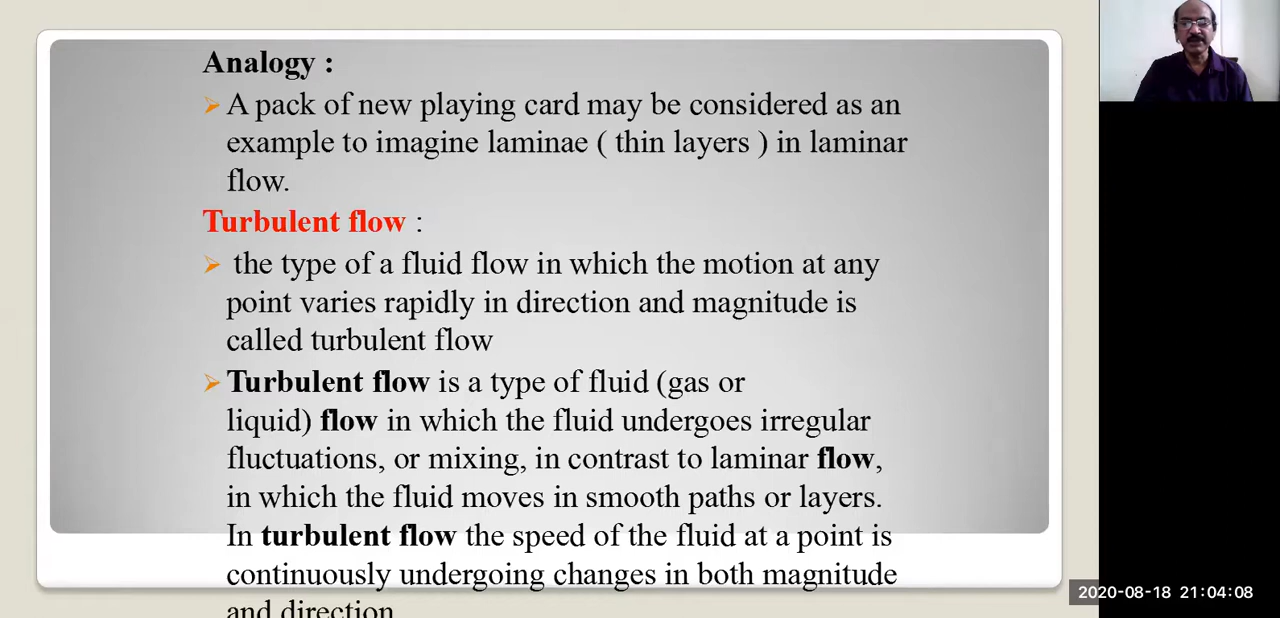 Analogy :
➢ A pack of new playing card may be considered as an
example to imagine laminae ( thin layers ) in laminar
flow.
Turbulent flow :
➢ the type of a fluid flow in which the motion at any
point varies rapidly in direction and magnitude is
called turbulent flow
➢ Turbulent flow is a type of fluid (gas or
liquid) flow in which the fluid undergoes irregular
fluctuations, or mixing, in contrast to laminar flow,
in which the fluid moves in smooth paths or layers.
In turbulent flow the speed of the fluid at a point is
continuously undergoing changes in both magnitude
and direction
2020-08-18 21:04:08